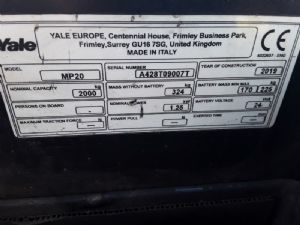 Yale
YALE EUROPE, Centennial House, Frimley Business Park,
Frimley, Surrey GU16 7SG, United Kingdom
MADE IN ITALY
CE
MODEL SERIAL NUMBER YEAR OF CONSTRUCTION
MP20 A428T09007T 2019
NOMINAL CAPACITY kg MASS WITHOUT BATTERY kg BATTERY MASS MIN MAX kg
2000 324 170 225
PERSONS ON BOARD NOMINAL POWER kW BATTERY VOLTAGE V
- 1.25 24
MAXIMUM TRACTION FORCE N POWER PULL N EXERTED TIME
- - -